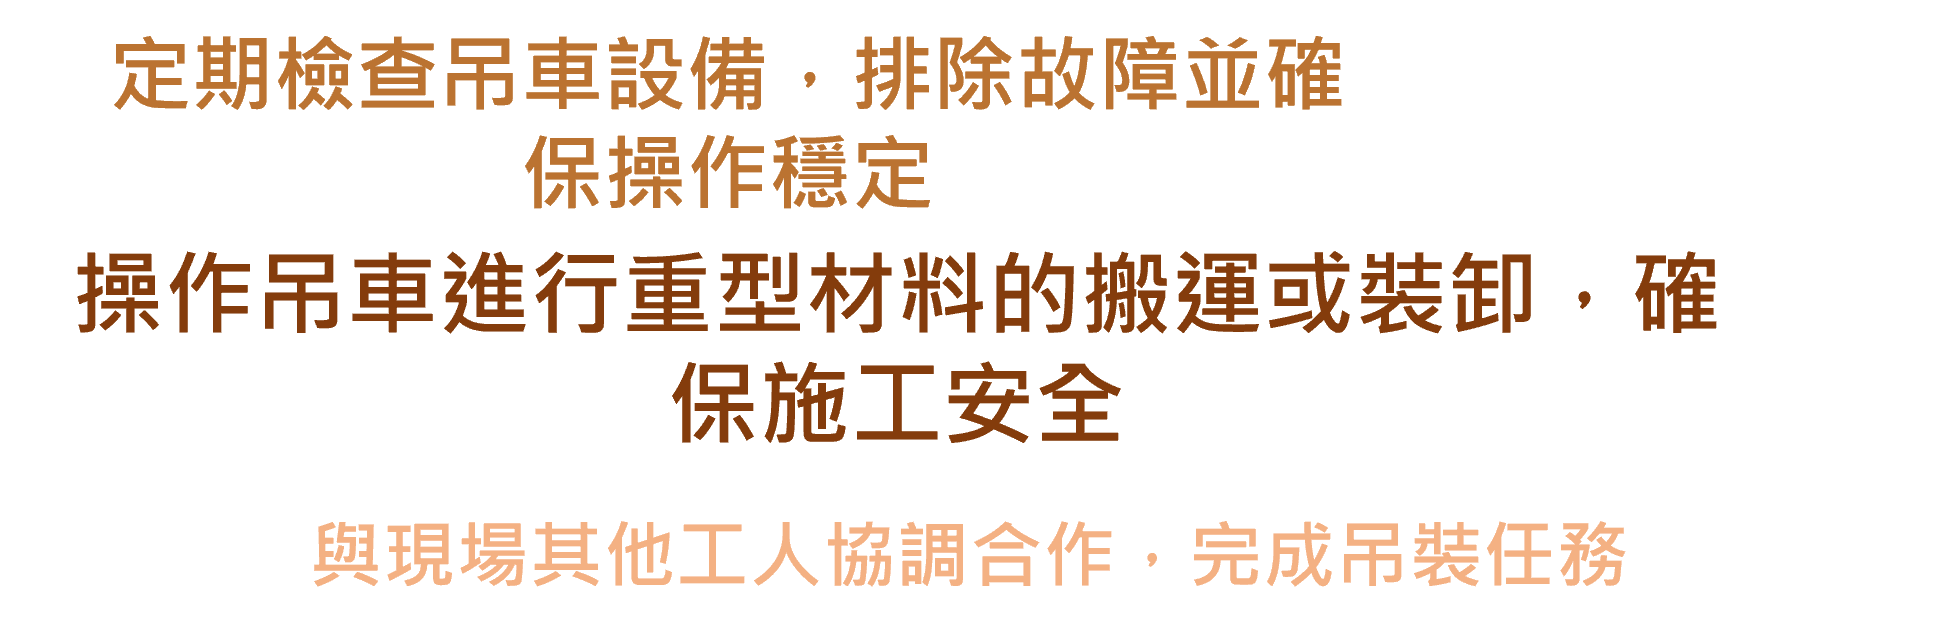 定期檢查吊車設備，排除故障並確
保操作穩定
操作吊車進行重型材料的搬運或裝卸，確
保施工安全
與現場其他工人協調合作，完成吊裝任務